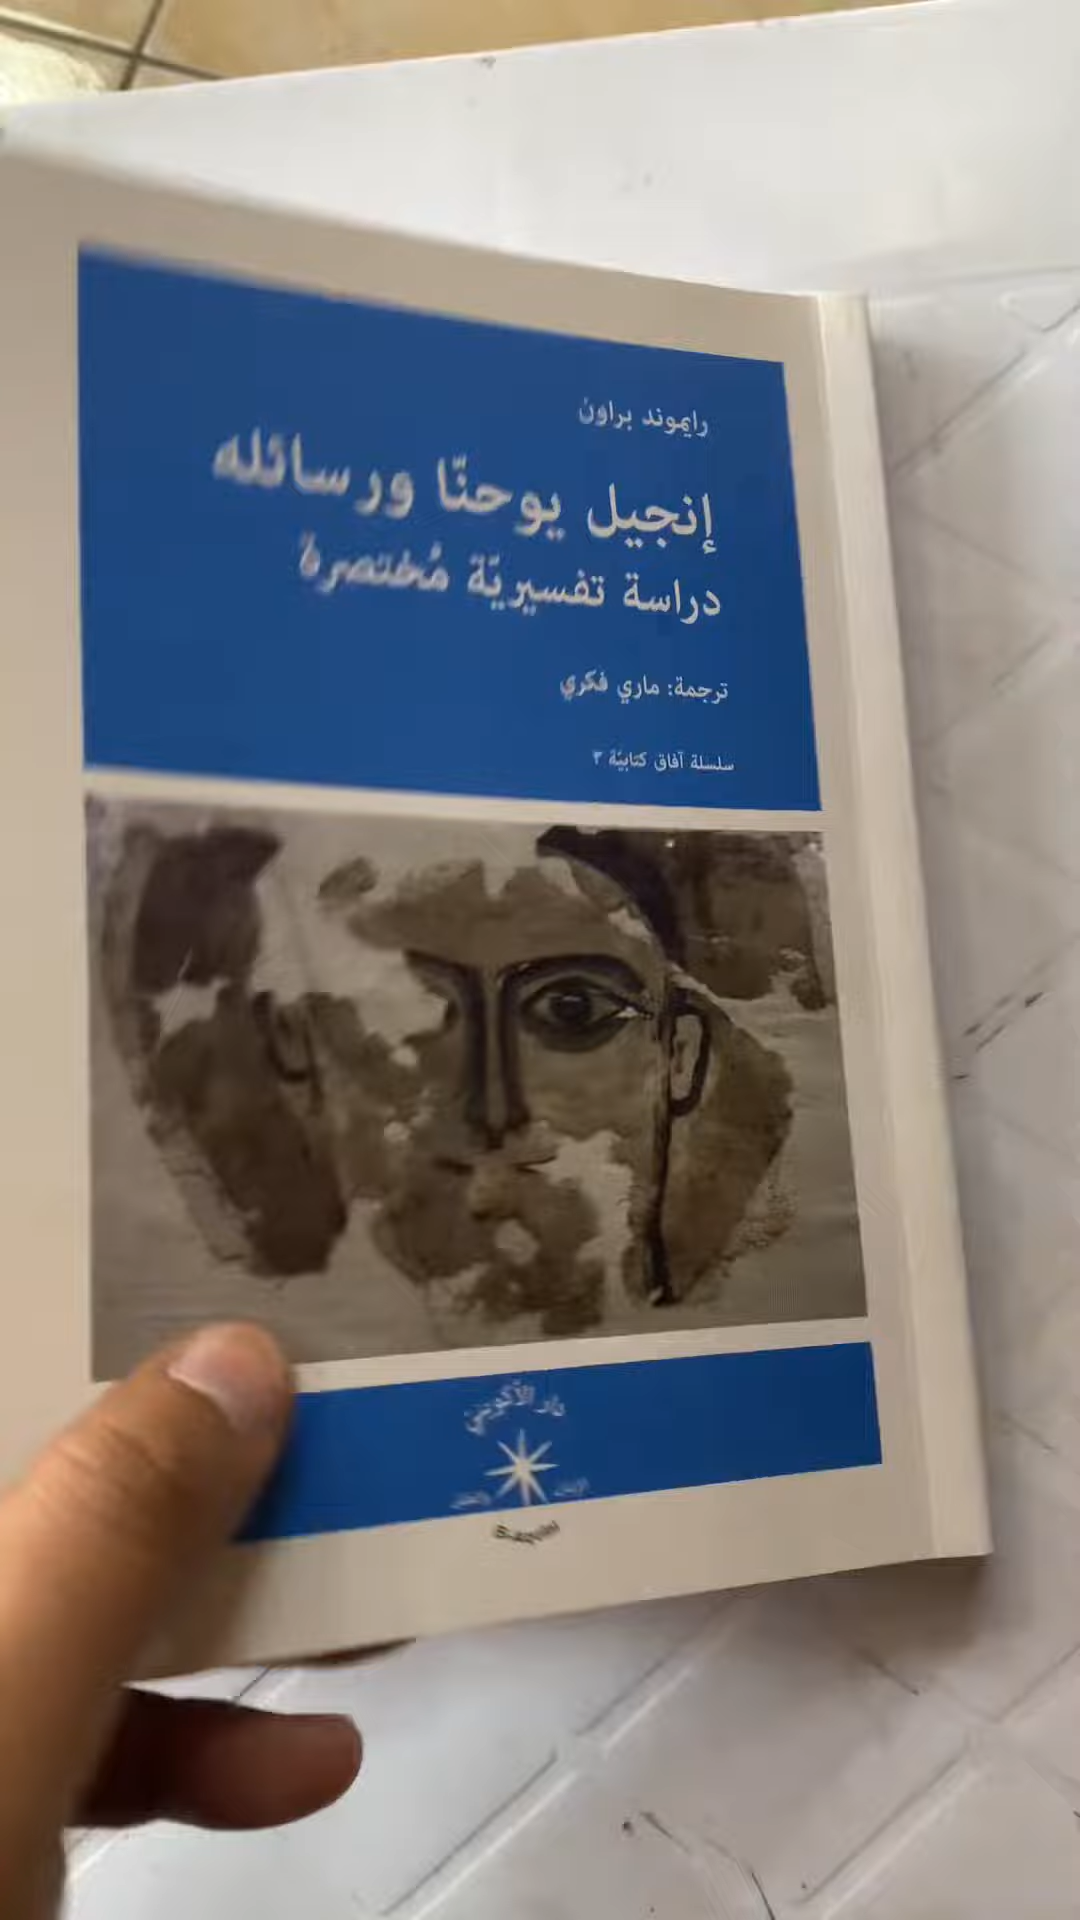 رايموند براون
إنجيل يوحنّا ورسائله
دراسة تفسيريّة مُختصرة
ترجمة: ماري فكري
سلسلة آفاق كتابيّة ٣
دار الأكويني